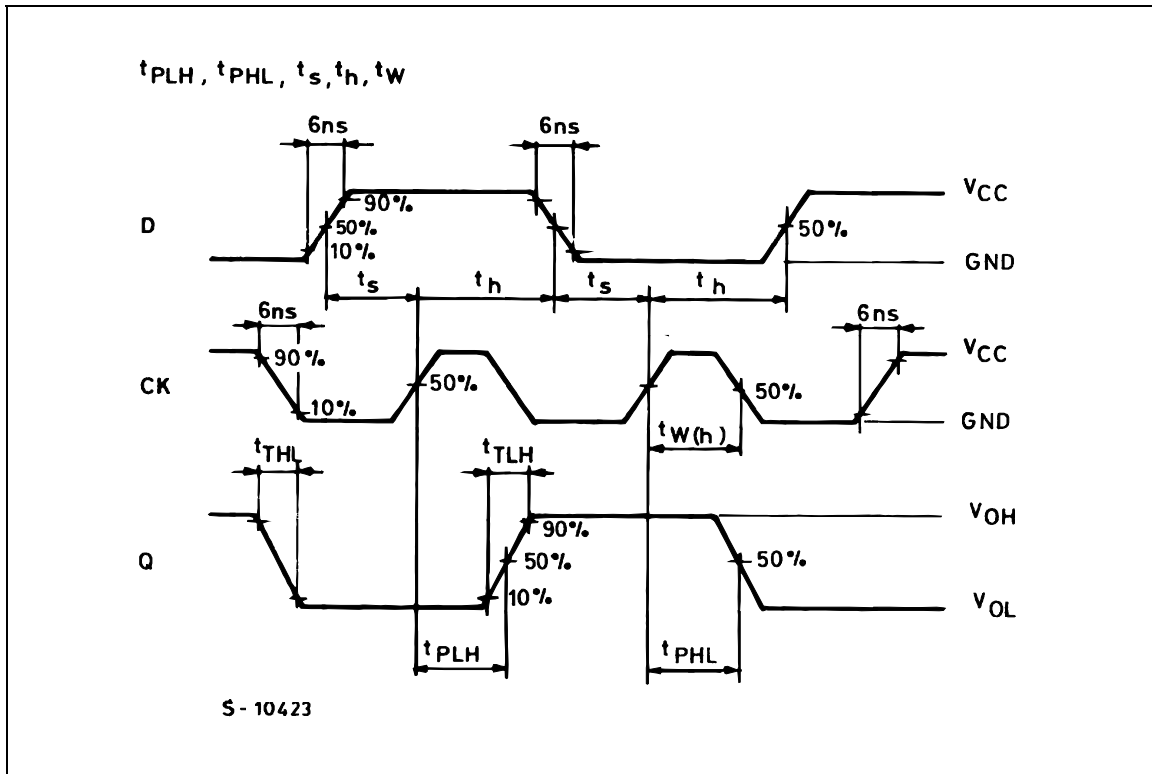 tPLH, tPHL, ts, th, tW
6ns 6ns
D 90% VCC
50% 50%
10% GND
ts th ts th
6ns 6ns
90% VCC
CK 50% 50%
10% GND
tW(h)
tTHL tTLH
90% VOH
Q 50% 50%
10% VOL
tPLH tPHL
S-10423